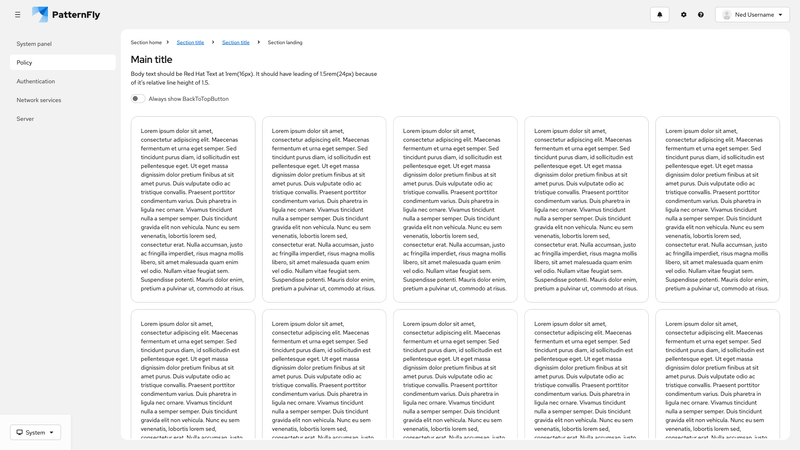 PatternFly
Ned Username
System panel
Policy
Authentication
Network services
Server
System
Section home
Section title
Section title
Section landing
Main title
Body text should be Red Hat Text at 1rem(16px). It should have leading of 1.5rem(24px) because
of it's relative line height of 1.5.
Always show BackToTopButton
Lorem ipsum dolor sit amet,
consectetur adipiscing elit. Maecenas
fermentum et urna eget semper. Sed
tincidunt purus diam, id sollicitudin est
pellentesque eget. Ut eget massa
dignissim dolor pretium finibus at sit
amet purus. Duis vulputate odio ac
tristique convallis. Praesent porttitor
condimentum varius. Duis pharetra in
ligula nec ornare. Vivamus tincidunt
nulla a semper semper. Duis tincidunt
gravida elit non vehicula. Nunc eu sem
venenatis, lobortis lorem sed,
consectetur erat. Nulla accumsan, justo
ac fringilla imperdiet, risus magna mollis
libero, sit amet malesuada quam enim
vel odio. Nullam vitae feugiat sem.
Suspendisse potenti. Mauris dolor enim,
pretium a pulvinar ut, commodo at risus.
Lorem ipsum dolor sit amet,
consectetur adipiscing elit. Maecenas
fermentum et urna eget semper. Sed
tincidunt purus diam, id sollicitudin est
pellentesque eget. Ut eget massa
dignissim dolor pretium finibus at sit
amet purus. Duis vulputate odio ac
tristique convallis. Praesent porttitor
condimentum varius. Duis pharetra in
ligula nec ornare. Vivamus tincidunt
nulla a semper semper. Duis tincidunt
gravida elit non vehicula. Nunc eu sem
venenatis, lobortis lorem sed,
consectetur erat. Nulla accumsan, justo
ac fringilla imperdiet, risus magna mollis
libero, sit amet malesuada quam enim
vel odio. Nullam vitae feugiat sem.
Suspendisse potenti. Mauris dolor enim,
pretium a pulvinar ut, commodo at risus.
Lorem ipsum dolor sit amet,
consectetur adipiscing elit. Maecenas
fermentum et urna eget semper. Sed
tincidunt purus diam, id sollicitudin est
pellentesque eget. Ut eget massa
dignissim dolor pretium finibus at sit
amet purus. Duis vulputate odio ac
tristique convallis. Praesent porttitor
condimentum varius. Duis pharetra in
ligula nec ornare. Vivamus tincidunt
nulla a semper semper. Duis tincidunt
gravida elit non vehicula. Nunc eu sem
venenatis, lobortis lorem sed,
consectetur erat. Nulla accumsan, justo
ac fringilla imperdiet, risus magna mollis
libero, sit amet malesuada quam enim
vel odio. Nullam vitae feugiat sem.
Suspendisse potenti. Mauris dolor enim,
pretium a pulvinar ut, commodo at risus.
Lorem ipsum dolor sit amet,
consectetur adipiscing elit. Maecenas
fermentum et urna eget semper. Sed
tincidunt purus diam, id sollicitudin est
pellentesque eget. Ut eget massa
dignissim dolor pretium finibus at sit
amet purus. Duis vulputate odio ac
tristique convallis. Praesent porttitor
condimentum varius. Duis pharetra in
ligula nec ornare. Vivamus tincidunt
nulla a semper semper. Duis tincidunt
gravida elit non vehicula. Nunc eu sem
venenatis, lobortis lorem sed,
consectetur erat. Nulla accumsan, justo
ac fringilla imperdiet, risus magna mollis
libero, sit amet malesuada quam enim
vel odio. Nullam vitae feugiat sem.
Suspendisse potenti. Mauris dolor enim,
pretium a pulvinar ut, commodo at risus.
Lorem ipsum dolor sit amet,
consectetur adipiscing elit. Maecenas
fermentum et urna eget semper. Sed
tincidunt purus diam, id sollicitudin est
pellentesque eget. Ut eget massa
dignissim dolor pretium finibus at sit
amet purus. Duis vulputate odio ac
tristique convallis. Praesent porttitor
condimentum varius. Duis pharetra in
ligula nec ornare. Vivamus tincidunt
nulla a semper semper. Duis tincidunt
gravida elit non vehicula. Nunc eu sem
venenatis, lobortis lorem sed,
consectetur erat. Nulla accumsan, justo
ac fringilla imperdiet, risus magna mollis
libero, sit amet malesuada quam enim
vel odio. Nullam vitae feugiat sem.
Suspendisse potenti. Mauris dolor enim,
pretium a pulvinar ut, commodo at risus.
Lorem ipsum dolor sit amet,
consectetur adipiscing elit. Maecenas
fermentum et urna eget semper. Sed
tincidunt purus diam, id sollicitudin est
pellentesque eget. Ut eget massa
dignissim dolor pretium finibus at sit
amet purus. Duis vulputate odio ac
tristique convallis. Praesent porttitor
condimentum varius. Duis pharetra in
ligula nec ornare. Vivamus tincidunt
nulla a semper semper. Duis tincidunt
gravida elit non vehicula. Nunc eu sem
venenatis, lobortis lorem sed,
consectetur erat. Nulla accumsan, justo
Lorem ipsum dolor sit amet,
consectetur adipiscing elit. Maecenas
fermentum et urna eget semper. Sed
tincidunt purus diam, id sollicitudin est
pellentesque eget. Ut eget massa
dignissim dolor pretium finibus at sit
amet purus. Duis vulputate odio ac
tristique convallis. Praesent porttitor
condimentum varius. Duis pharetra in
ligula nec ornare. Vivamus tincidunt
nulla a semper semper. Duis tincidunt
gravida elit non vehicula. Nunc eu sem
venenatis, lobortis lorem sed,
consectetur erat. Nulla accumsan, justo
Lorem ipsum dolor sit amet,
consectetur adipiscing elit. Maecenas
fermentum et urna eget semper. Sed
tincidunt purus diam, id sollicitudin est
pellentesque eget. Ut eget massa
dignissim dolor pretium finibus at sit
amet purus. Duis vulputate odio ac
tristique convallis. Praesent porttitor
condimentum varius. Duis pharetra in
ligula nec ornare. Vivamus tincidunt
nulla a semper semper. Duis tincidunt
gravida elit non vehicula. Nunc eu sem
venenatis, lobortis lorem sed,
consectetur erat. Nulla accumsan, justo
Lorem ipsum dolor sit amet,
consectetur adipiscing elit. Maecenas
fermentum et urna eget semper. Sed
tincidunt purus diam, id sollicitudin est
pellentesque eget. Ut eget massa
dignissim dolor pretium finibus at sit
amet purus. Duis vulputate odio ac
tristique convallis. Praesent porttitor
condimentum varius. Duis pharetra in
ligula nec ornare. Vivamus tincidunt
nulla a semper semper. Duis tincidunt
gravida elit non vehicula. Nunc eu sem
venenatis, lobortis lorem sed,
consectetur erat. Nulla accumsan, justo
Lorem ipsum dolor sit amet,
consectetur adipiscing elit. Maecenas
fermentum et urna eget semper. Sed
tincidunt purus diam, id sollicitudin est
pellentesque eget. Ut eget massa
dignissim dolor pretium finibus at sit
amet purus. Duis vulputate odio ac
tristique convallis. Praesent porttitor
condimentum varius. Duis pharetra in
ligula nec ornare. Vivamus tincidunt
nulla a semper semper. Duis tincidunt
gravida elit non vehicula. Nunc eu sem
venenatis, lobortis lorem sed,
consectetur erat. Nulla accumsan, justo